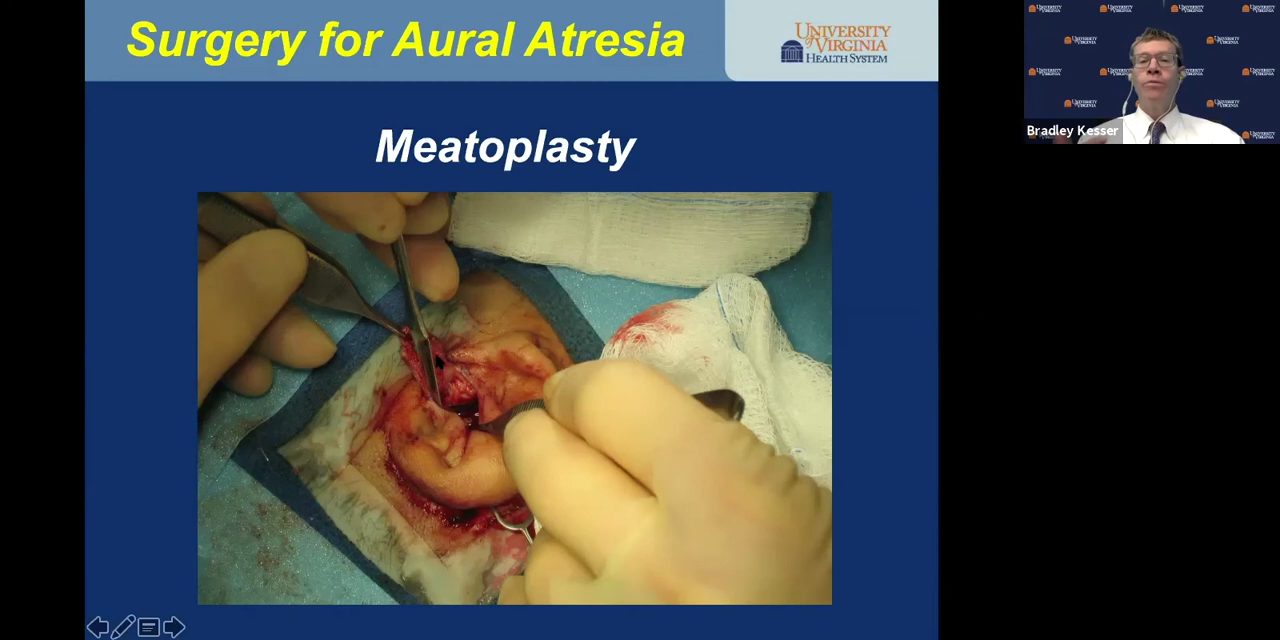 Surgery for Aural Atresia
UNIVERSITY
of VIRGINIA
HEALTH SYSTEM
Meatoplasty
Bradley Kesser